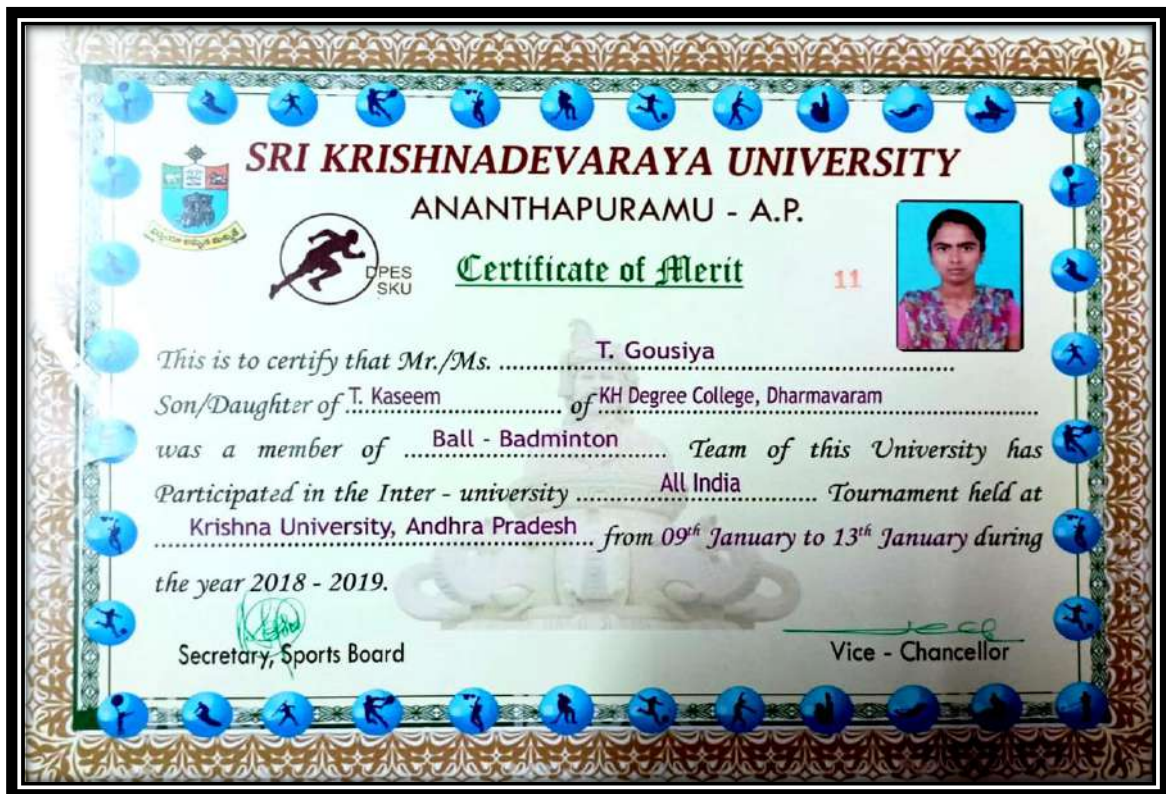 SRI KRISHNADEVARAYA UNIVERSITY
ANANTHAPURAMU - A.P.
DPES
SKU
Certificate of Merit
11
This is to certify that Mr./Ms. T. Gousiya
Son/Daughter of T. Kaseem of KH Degree College, Dharmavaram
was a member of Ball - Badminton Team of this University has
Participated in the Inter - university All India Tournament held at
Krishna University, Andhra Pradesh from 09th January to 13th January during
the year 2018 - 2019.
Secretary, Sports Board
Vice - Chancellor